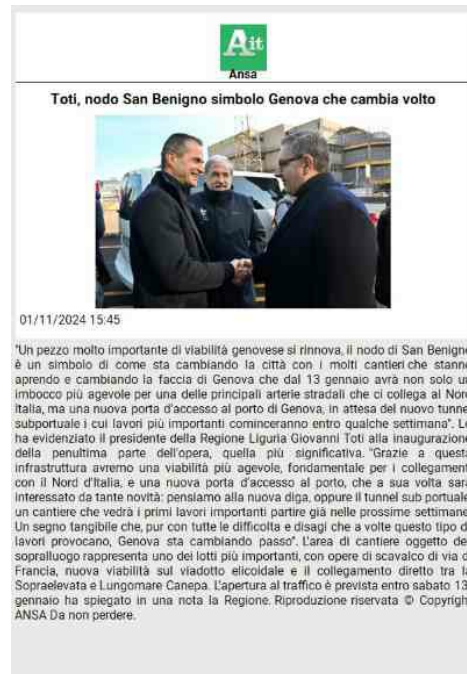 Ait
Ansa
Toti, nodo San Benigno simbolo Genova che cambia volto
01/11/2024 15:45
"Un pezzo molto importante di viabilità genovese si rinnova, il nodo di San Benigno
è un simbolo di come sta cambiando la città con i molti cantieri che stanno
aprendo e cambiando la faccia di Genova che dal 13 gennaio avrà non solo un
imbocco più agevole per una delle principali arterie stradali che ci collega al Nord
Italia, ma una nuova porta d'accesso al porto di Genova, in attesa del nuovo tunnel
subportuale i cui lavori più importanti cominceranno entro qualche settimana". Lo
ha evidenziato il presidente della Regione Liguria Giovanni Toti alla inaugurazione
della penultima parte dell'opera, quella più significativa. "Grazie a questa
infrastruttura avremo una viabilità più agevole, fondamentale per i collegamenti
con il Nord d'Italia, e una nuova porta d'accesso al porto, che a sua volta sarà
interessato da tante novità: pensiamo alla nuova diga, oppure il tunnel sub portuale,
un cantiere che vedrà i primi lavori importanti partire già nelle prossime settimane.
Un segno tangibile che, pur con tutte le difficolta e disagi che a volte questo tipo di
lavori provocano, Genova sta cambiando passo". L'area di cantiere oggetto del
sopralluogo rappresenta uno dei lotti più importanti, con opere di scavalco di via di
Francia, nuova viabilità sul viadotto elicoidale e il collegamento diretto tra la
Sopraelevata e Lungomare Canepa. L'apertura al traffico è prevista entro sabato 13
gennaio ha spiegato in una nota la Regione. Riproduzione riservata © Copyright
ANSA Da non perdere.